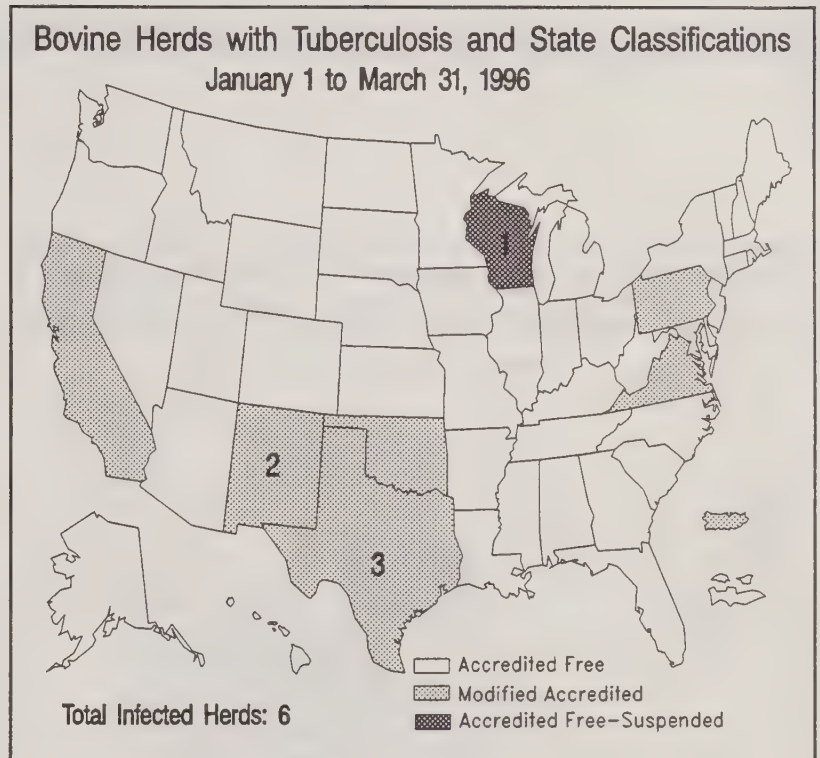 Bovine Herds with Tuberculosis and State Classifications
January 1 to March 31, 1996
1
2
3
Accredited Free
Modified Accredited
Accredited Free-Suspended
Total Infected Herds: 6